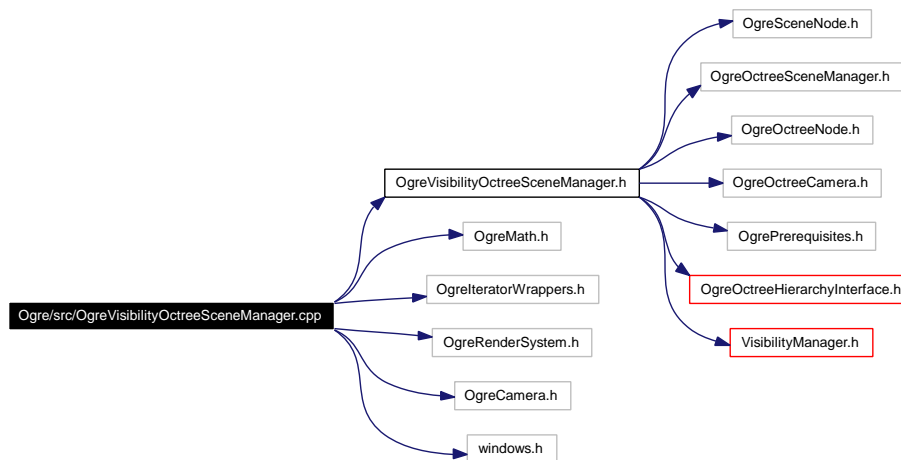 OgreSceneNode.h
OgreOctreeSceneManager.h
OgreOctreeNode.h
OgreVisibilityOctreeSceneManager.h
OgreOctreeCamera.h
OgreMath.h
OgrePrerequisites.h
OgreIteratorWrappers.h
OgreOctreeHierarchyInterface.h
Ogre/src/OgreVisibilityOctreeSceneManager.cpp
OgreRenderSystem.h
VisibilityManager.h
OgreCamera.h
windows.h